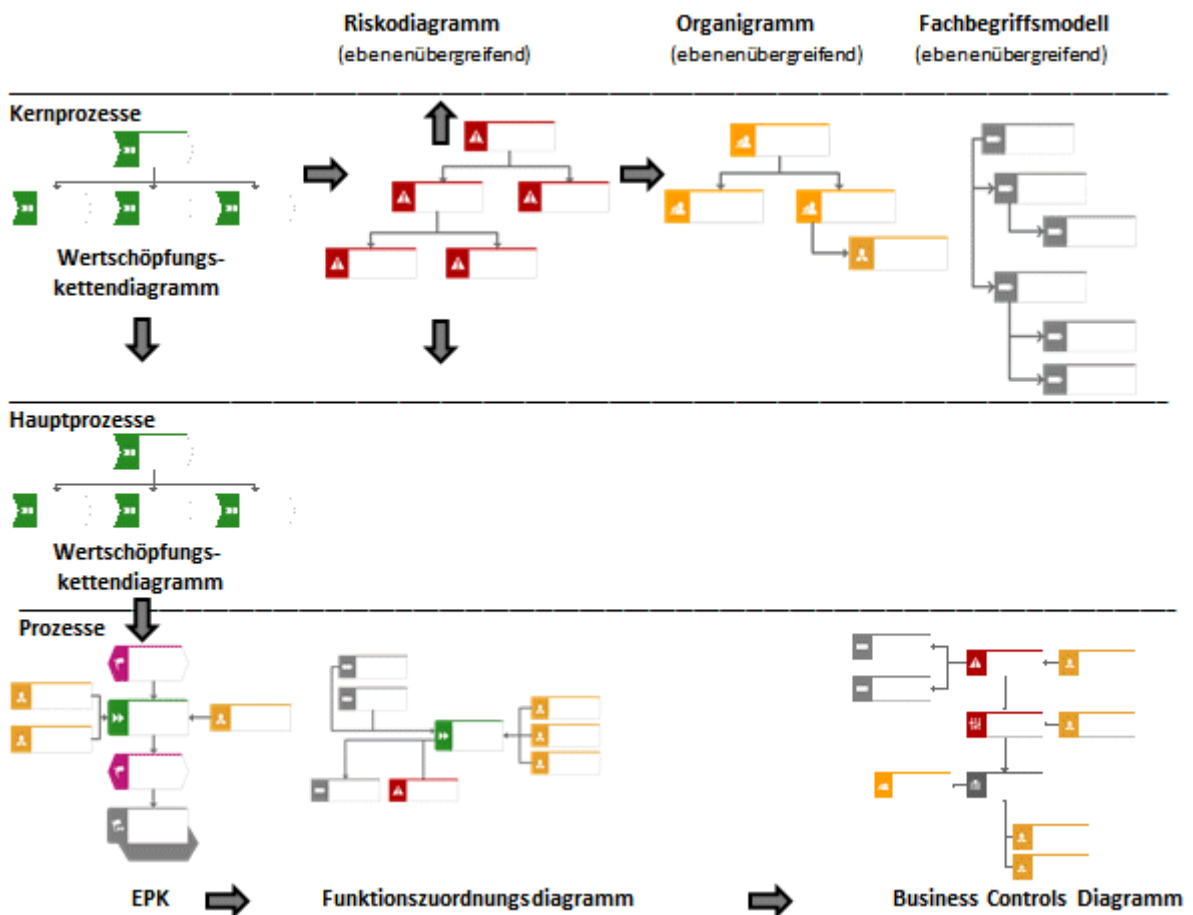 Riskodiagramm
(ebenenübergreifend)
Organigramm
(ebenenübergreifend)
Fachbegriffsmodell
(ebenenübergreifend)
Kernprozesse
Wertschöpfungs-
kettendiagramm
Hauptprozesse
Wertschöpfungs-
kettendiagramm
Prozesse
EPK
Funktionszuordnungsdiagramm
Business Controls Diagramm